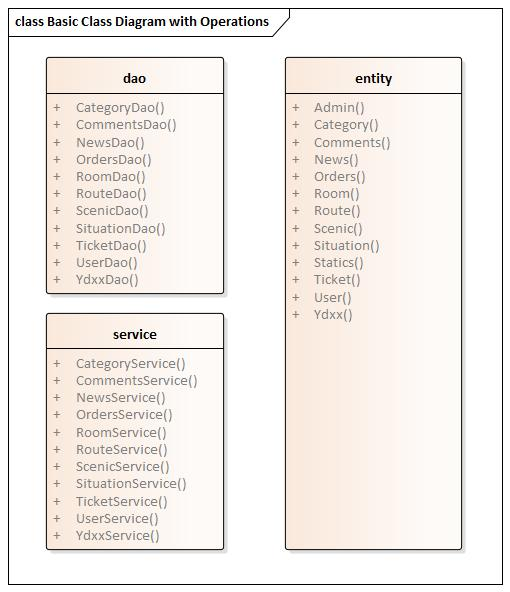 class Basic Class Diagram with Operations
dao
+ CategoryDao()
+ CommentsDao()
+ NewsDao()
+ OrdersDao()
+ RoomDao()
+ RouteDao()
+ ScenicDao()
+ SituationDao()
+ TicketDao()
+ UserDao()
+ YdxxDao()
entity
+ Admin()
+ Category()
+ Comments()
+ News()
+ Orders()
+ Room()
+ Route()
+ Scenic()
+ Situation()
+ Statics()
+ Ticket()
+ User()
+ Ydxx()
service
+ CategoryService()
+ CommentsService()
+ NewsService()
+ OrdersService()
+ RoomService()
+ RouteService()
+ ScenicService()
+ SituationService()
+ TicketService()
+ UserService()
+ YdxxService()